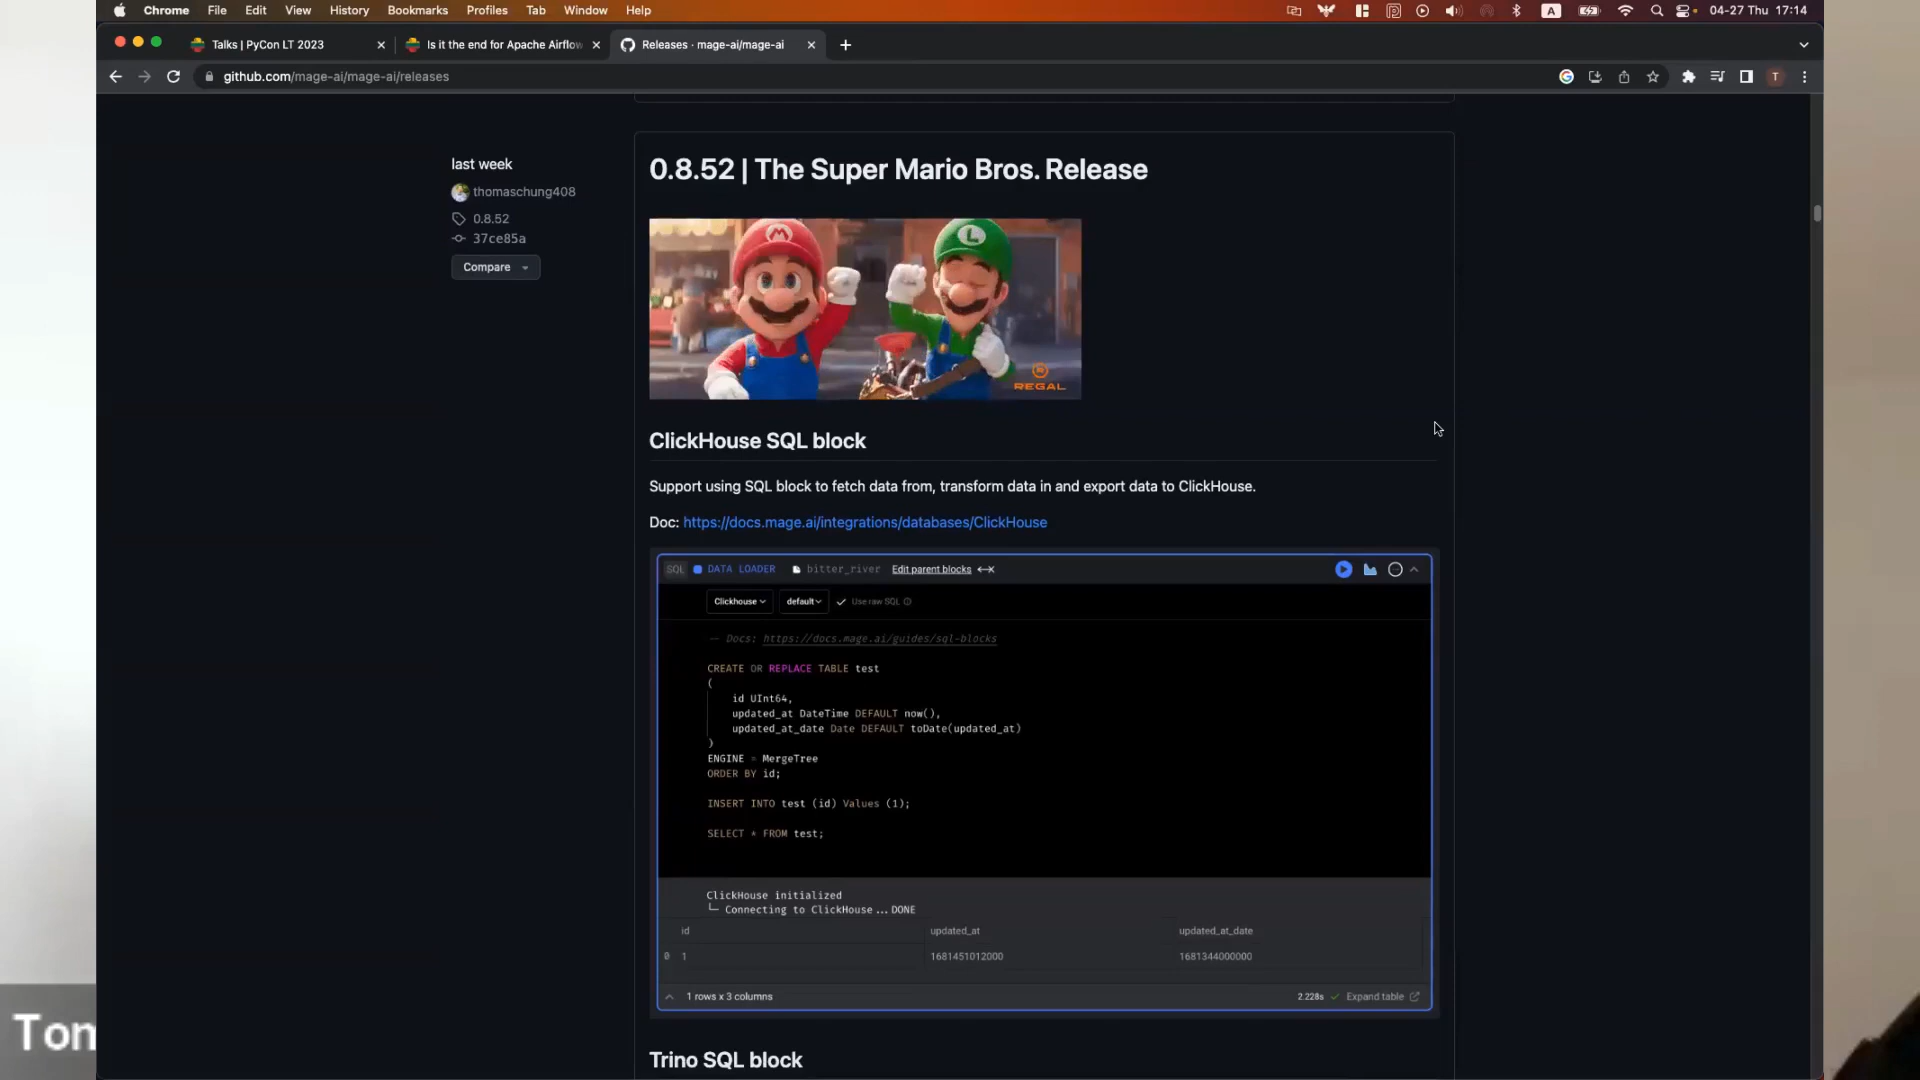 Chrome File Edit View History Bookmarks Profiles Tab Window Help
04-27 Thu 17:14
Talks | PyCon LT 2023
Is it the end for Apache Airflow
Releases · mage-ai/mage-ai
github.com/mage-ai/mage-ai/releases
T
last week
thomaschung408
0.8.52
37ce85a
Compare
0.8.52 | The Super Mario Bros. Release
REGAL
ClickHouse SQL block
Support using SQL block to fetch data from, transform data in and export data to ClickHouse.
Doc: https://docs.mage.ai/integrations/databases/ClickHouse
SQL DATA LOADER bitter_river Edit parent blocks
Clickhouse default Use raw SQL
-- Docs: https://docs.mage.ai/guides/sql-blocks
CREATE OR REPLACE TABLE test
(
id UInt64,
updated_at DateTime DEFAULT now(),
updated_at_date Date DEFAULT toDate(updated_at)
)
ENGINE = MergeTree
ORDER BY id;
INSERT INTO test (id) Values (1);
SELECT * FROM test;
ClickHouse initialized
└─ Connecting to ClickHouse...DONE
id updated_at updated_at_date
0 1 1681451012000 1681344000000
1 rows x 3 columns
2.228s Expand table
Trino SQL block
Tom